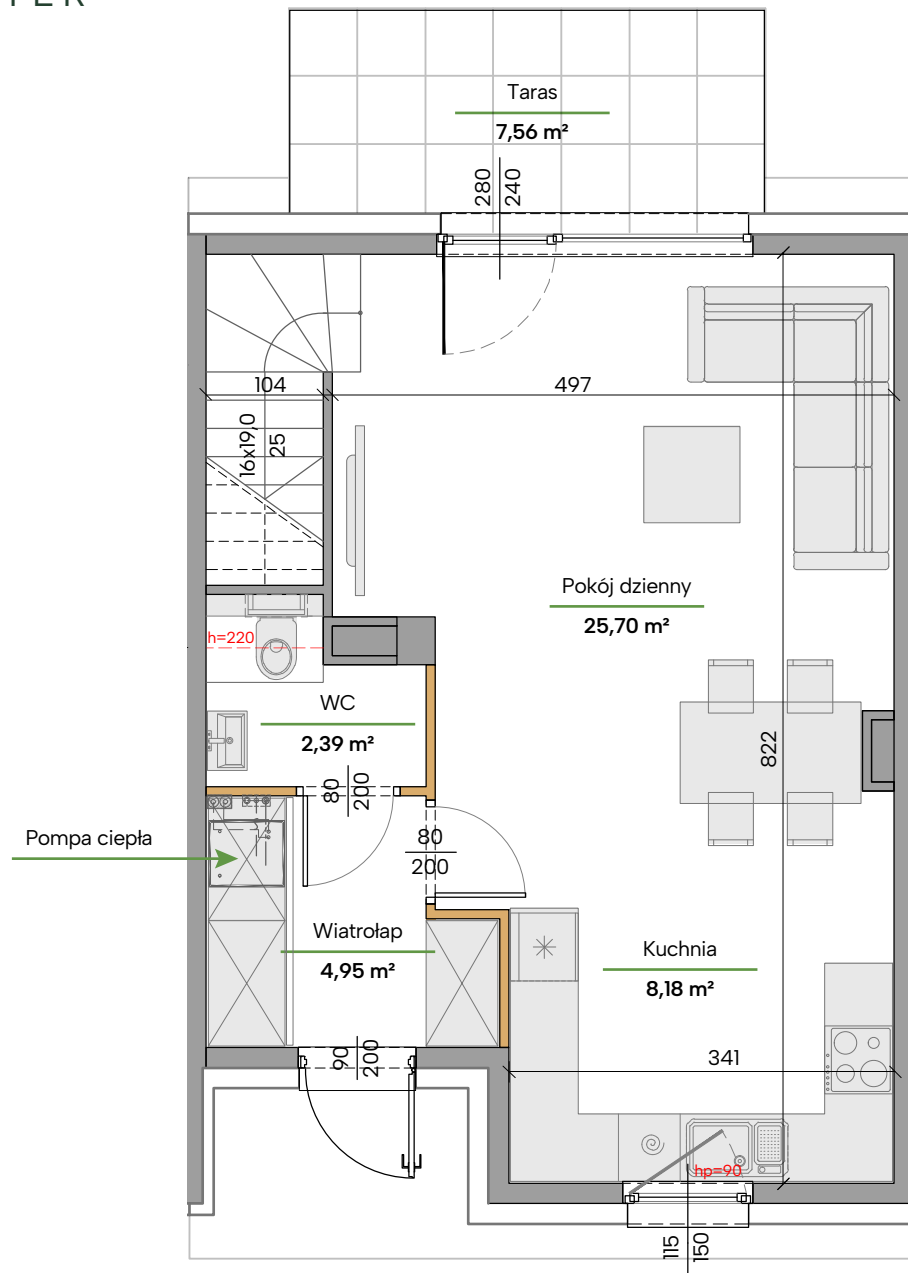 Taras
7,56 m²
280
240
104
497
16x19,0
25
Pokój dzienny
25,70 m²
h=220
WC
2,39 m²
822
80
200
Pompa ciepła
80
200
Wiatrołap
4,95 m²
Kuchnia
8,18 m²
90
200
341
hp=90
115
150